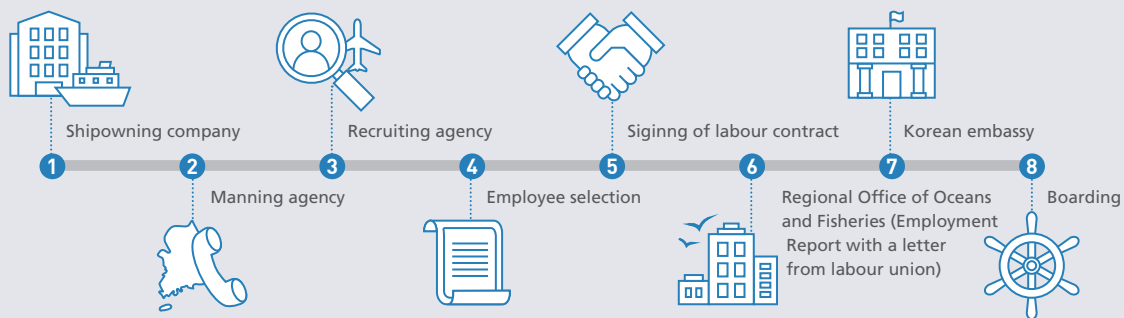 1
Shipowning company
2
Manning agency
3
Recruiting agency
4
Employee selection
5
Siginng of labour contract
6
Regional Office of Oceans
and Fisheries (Employment
Report with a letter
from labour union)
7
Korean embassy
8
Boarding